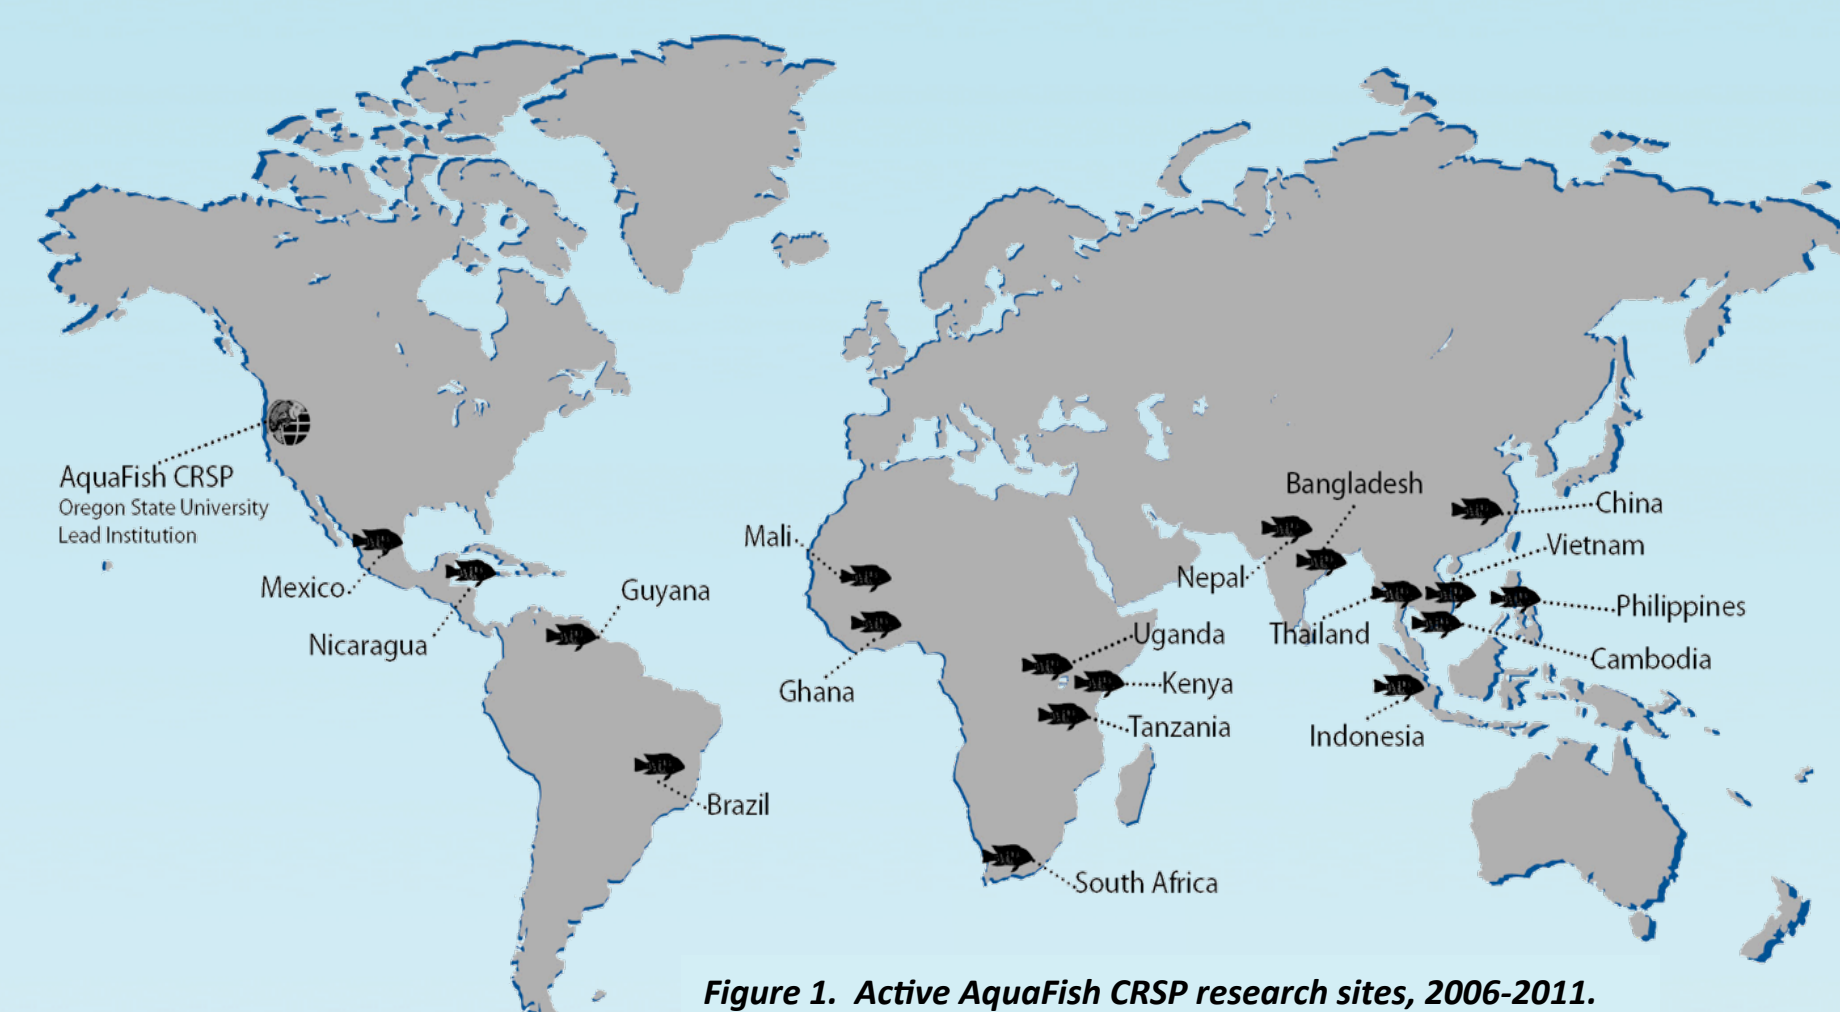 AquaFish CRSP
Oregon State University
Lead Institution
Mexico
Nicaragua
Guyana
Brazil
Mali
Ghana
Uganda
Kenya
Tanzania
South Africa
Bangladesh
Nepal
China
Vietnam
Thailand
Philippines
Cambodia
Indonesia
Figure 1. Active AquaFish CRSP research sites, 2006-2011.